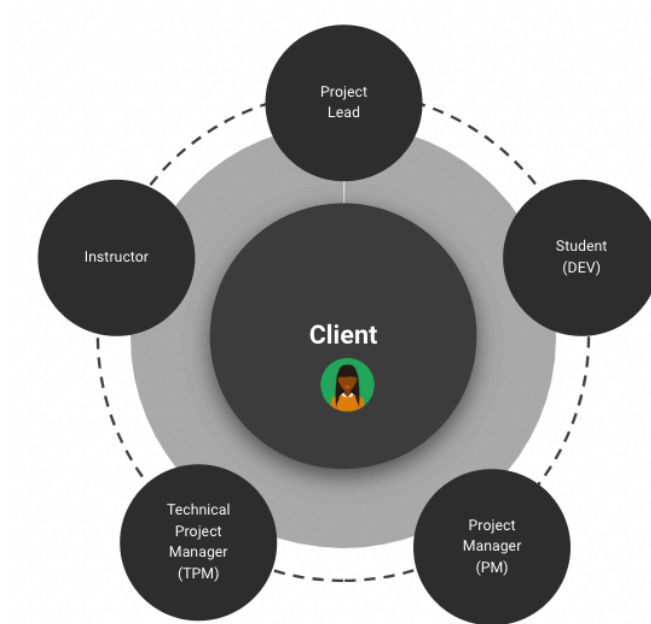 Project
Lead
Instructor
Student
(DEV)
Client
Technical
Project
Manager
(TPM)
Project
Manager
(PM)